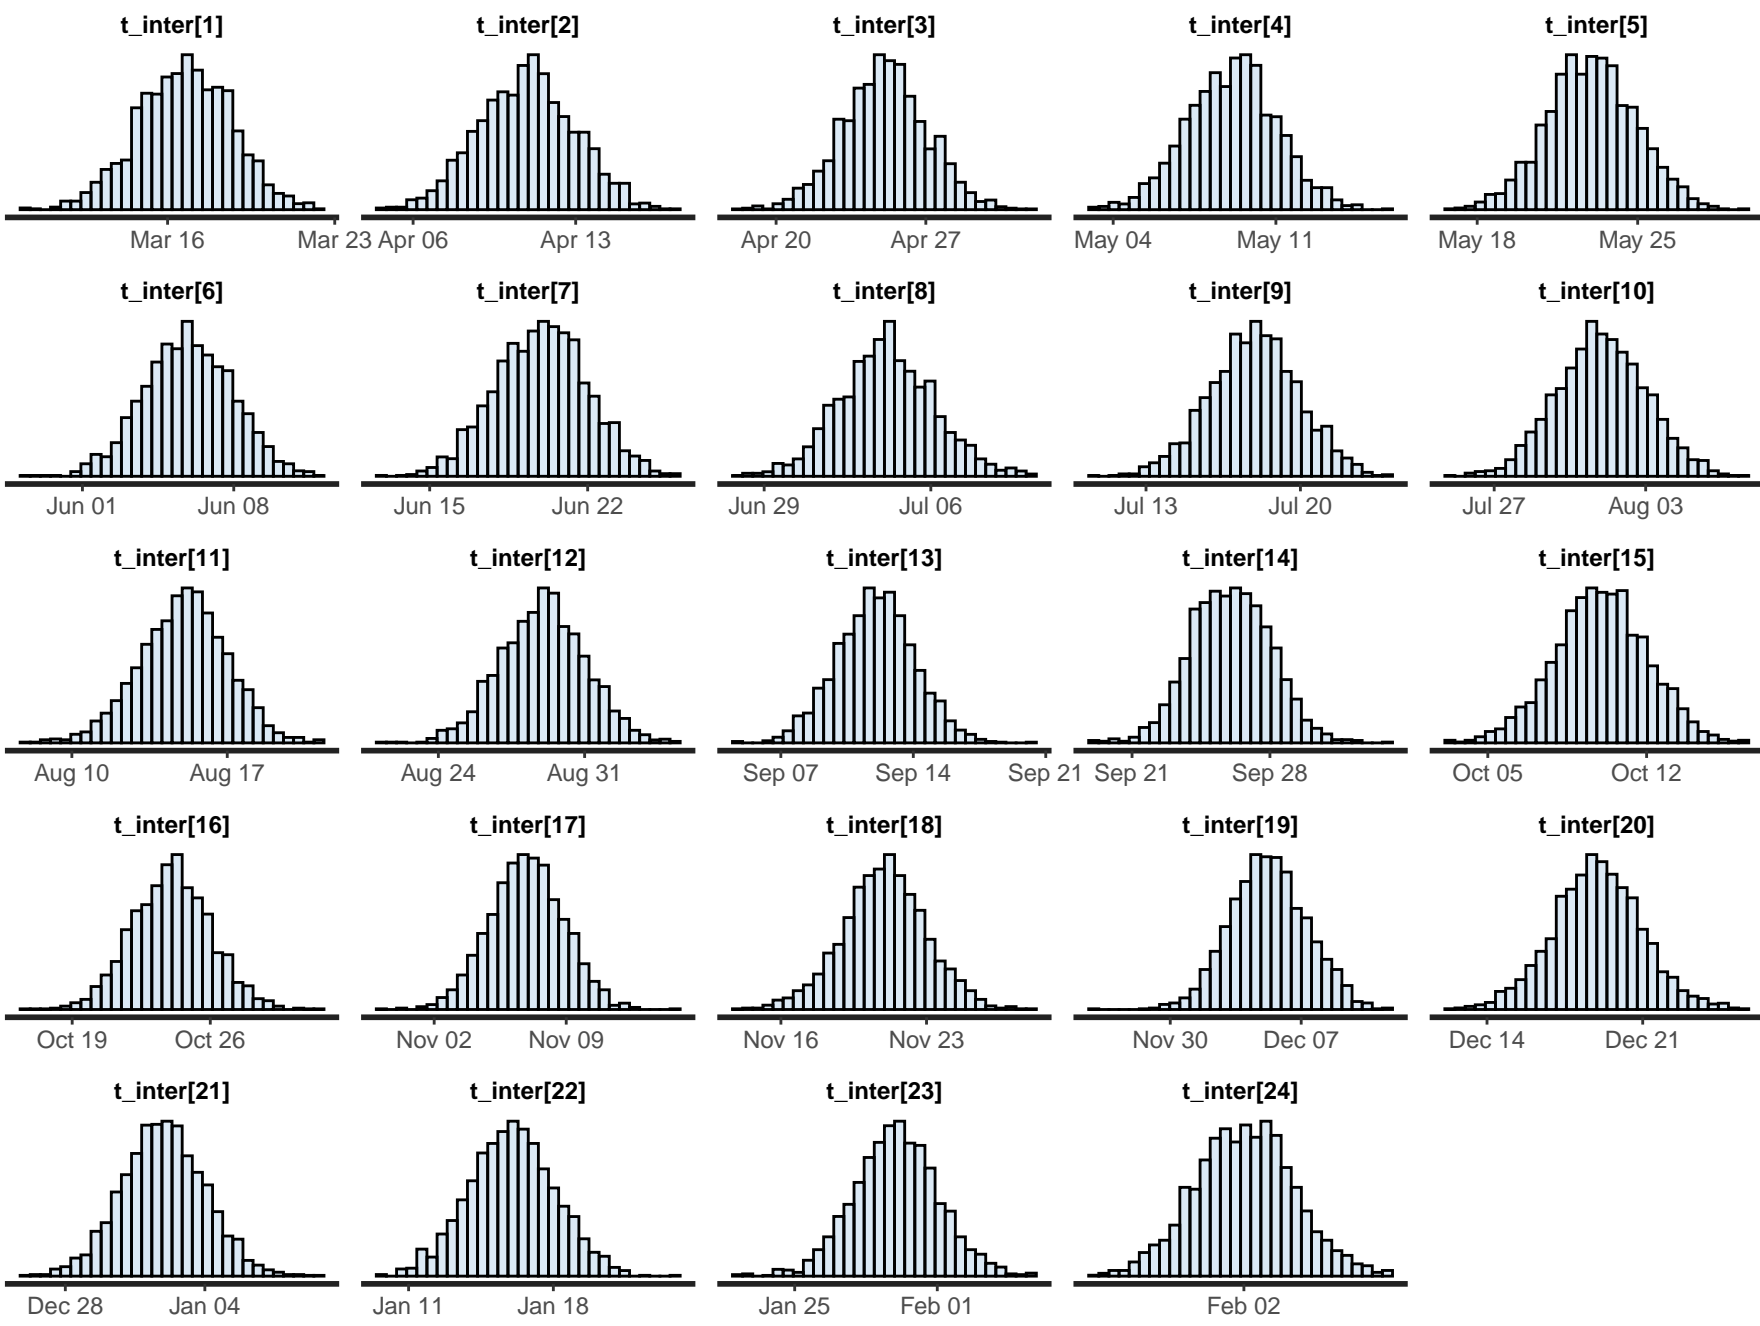 t_inter[1] t_inter[2] t_inter[3] t_inter[4] t_inter[5]
Mar 16 Mar 23 Apr 06 Apr 13 Apr 20 Apr 27 May 04 May 11 May 18 May 25
t_inter[6] t_inter[7] t_inter[8] t_inter[9] t_inter[10]
Jun 01 Jun 08 Jun 15 Jun 22 Jun 29 Jul 06 Jul 13 Jul 20 Jul 27 Aug 03
t_inter[11] t_inter[12] t_inter[13] t_inter[14] t_inter[15]
Aug 10 Aug 17 Aug 24 Aug 31 Sep 07 Sep 14 Sep 21 Sep 21 Sep 28 Oct 05 Oct 12
t_inter[16] t_inter[17] t_inter[18] t_inter[19] t_inter[20]
Oct 19 Oct 26 Nov 02 Nov 09 Nov 16 Nov 23 Nov 30 Dec 07 Dec 14 Dec 21
t_inter[21] t_inter[22] t_inter[23] t_inter[24]
Dec 28 Jan 04 Jan 11 Jan 18 Jan 25 Feb 01 Feb 02